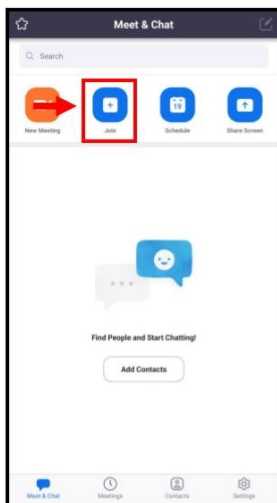 Meet & Chat
Search
New Meeting
Join
19
Schedule
Share Screen
Find People and Start Chatting!
Add Contacts
Meet & Chat
Meetings
Contacts
Settings